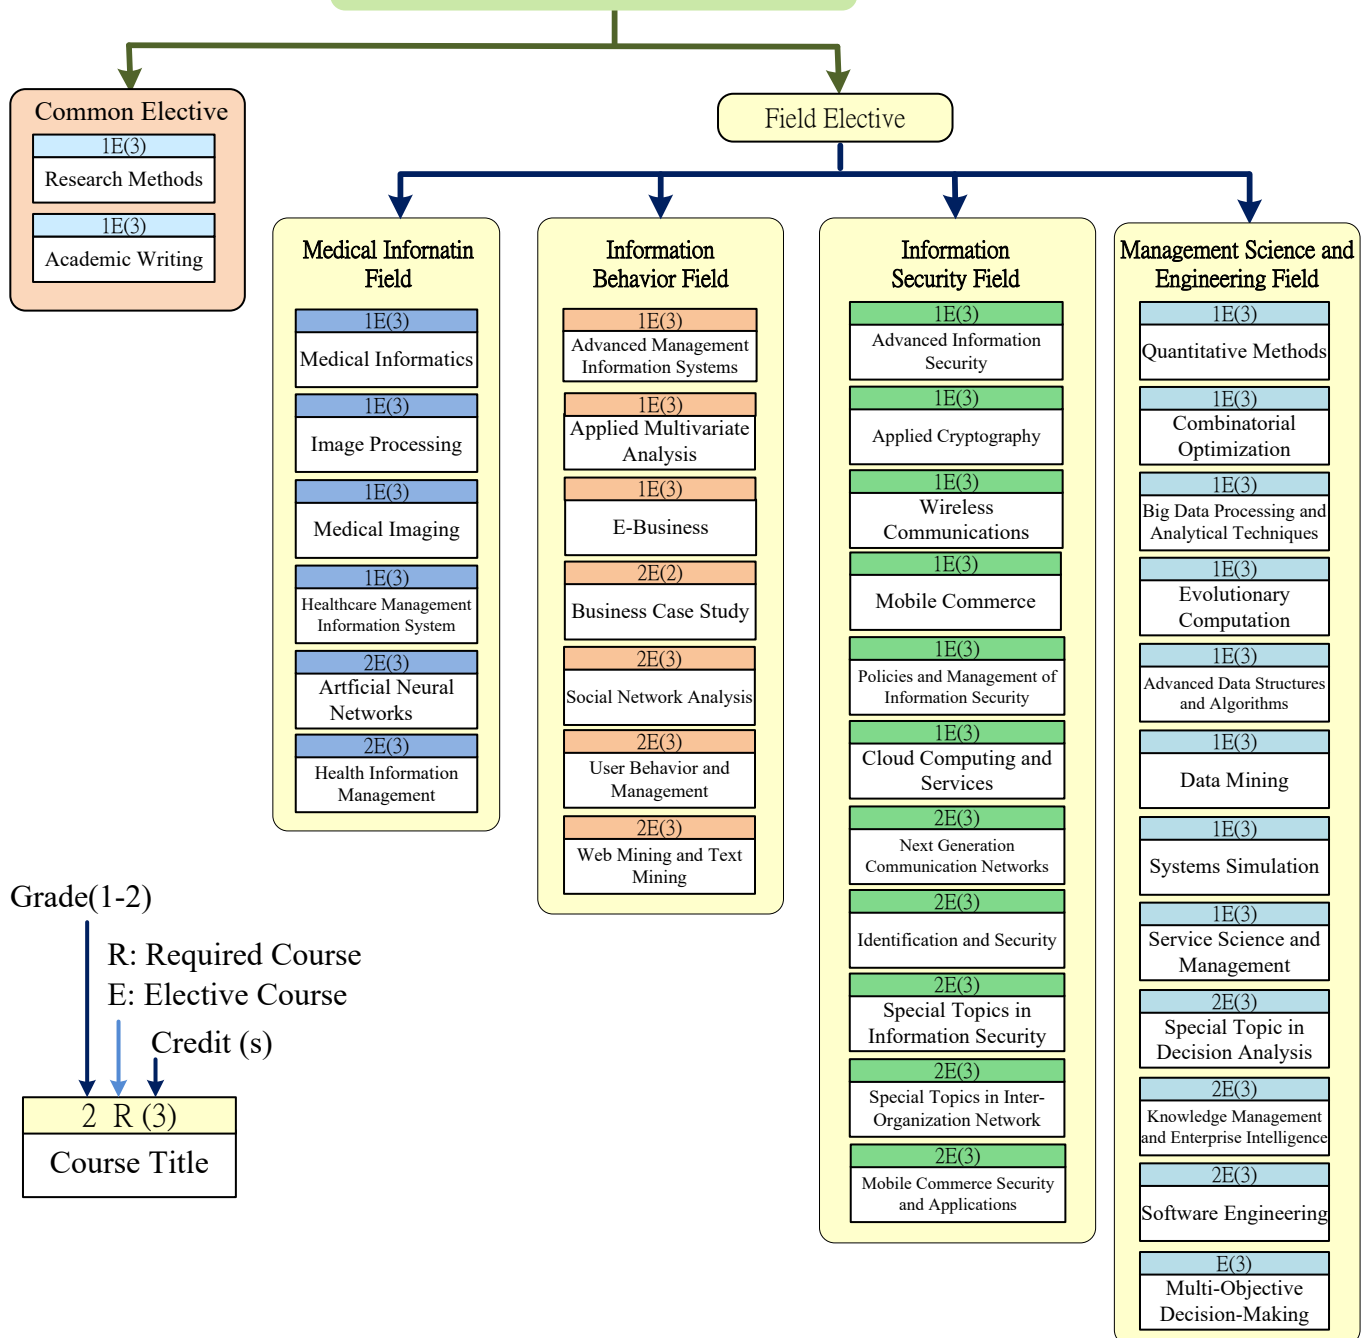 Common Elective
1E(3)
Research Methods
1E(3)
Academic Writing
Field Elective
Medical Infornatin
Field
1E(3)
Medical Informatics
1E(3)
Image Processing
1E(3)
Medical Imaging
1E(3)
Healthcare Management
Information System
2E(3)
Artficial Neural
Networks
2E(3)
Health Information
Management
Information
Behavior Field
1E(3)
Advanced Management
Information Systems
1E(3)
Applied Multivariate
Analysis
1E(3)
E-Business
2E(2)
Business Case Study
2E(3)
Social Network Analysis
2E(3)
User Behavior and
Management
2E(3)
Web Mining and Text
Mining
Information
Security Field
1E(3)
Advanced Information
Security
1E(3)
Applied Cryptography
1E(3)
Wireless
Communications
1E(3)
Mobile Commerce
1E(3)
Policies and Management of
Information Security
1E(3)
Cloud Computing and
Services
2E(3)
Next Generation
Communication Networks
2E(3)
Identification and Security
2E(3)
Special Topics in
Information Security
2E(3)
Special Topics in Inter-
Organization Network
2E(3)
Mobile Commerce Security
and Applications
Management Science and
Engineering Field
1E(3)
Quantitative Methods
1E(3)
Combinatorial
Optimization
1E(3)
Big Data Processing and
Analytical Techniques
1E(3)
Evolutionary
Computation
1E(3)
Advanced Data Structures
and Algorithms
1E(3)
Data Mining
1E(3)
Systems Simulation
1E(3)
Service Science and
Management
2E(3)
Special Topic in
Decision Analysis
2E(3)
Knowledge Management
and Enterprise Intelligence
2E(3)
Software Engineering
E(3)
Multi-Objective
Decision-Making
Grade(1-2)
R: Required Course
E: Elective Course
Credit (s)
2 R (3)
Course Title